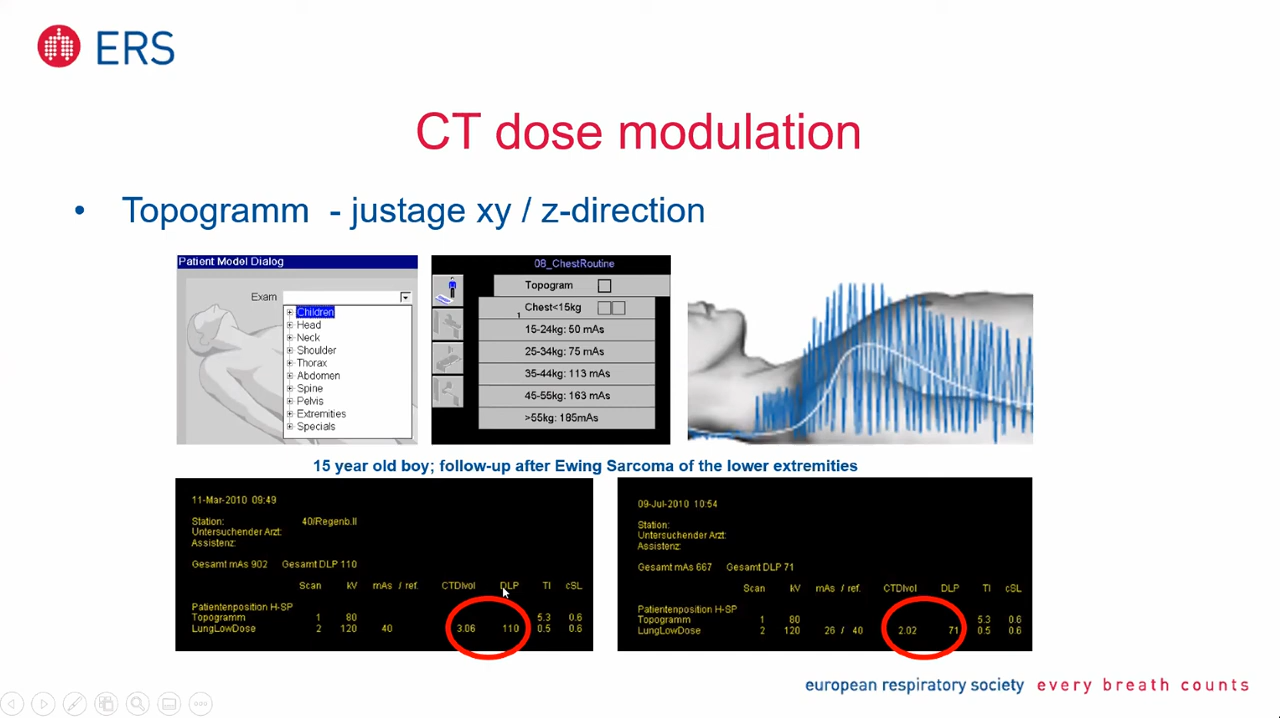 ERS
CT dose modulation
• Topogramm - justage xy / z-direction
Patient Model Dialog
Exam
Children
Head
Neck
Shoulder
Thorax
Abdomen
Spine
Pelvis
Extremities
Specials
08_ChestRoutine
Topogram
1 Chest<15kg
15-24kg: 50 mAs
25-34kg: 75 mAs
35-44kg: 113 mAs
45-55kg: 163 mAs
>55kg: 185mAs
15 year old boy; follow-up after Ewing Sarcoma of the lower extremities
11-Mar-2010 09:49
Station: 40/Regenb.II
Untersuchender Arzt:
Assistenz:
Gesamt mAs 902 Gesamt DLP 110
Scan kV mAs / ref. CTDIvol DLP TI cSL
Patientenposition H-SP
Topogramm 1 80 5.3 0.6
LungLowDose 2 120 40 3.06 110 0.5 0.6
09-Jul-2010 10:54
Station:
Untersuchender Arzt:
Assistenz:
Gesamt mAs 667 Gesamt DLP 71
Scan kV mAs / ref. CTDIvol DLP TI cSL
Patientenposition H-SP
Topogramm 1 80 5.3 0.6
LungLowDose 2 120 26 / 40 2.02 71 0.5 0.6
european respiratory society every breath counts